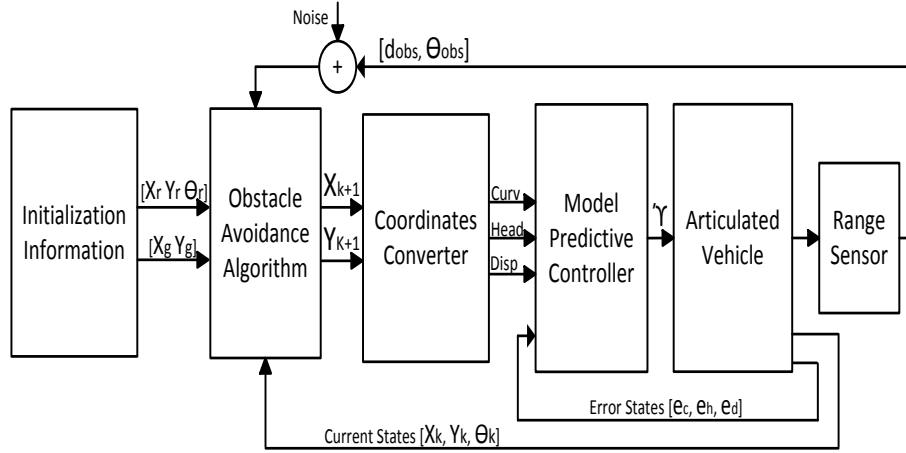 Noise
+
[dobs, Θobs]
Initialization
Information
[Xr Yr Θr]
[Xg Yg]
Obstacle
Avoidance
Algorithm
Xk+1
YK+1
Coordinates
Converter
Curv
Head
Disp
Model
Predictive
Controller
'ϒ
Articulated
Vehicle
Range
Sensor
Error States [ec, eh, ed]
Current States [Xk, Yk, Θk]